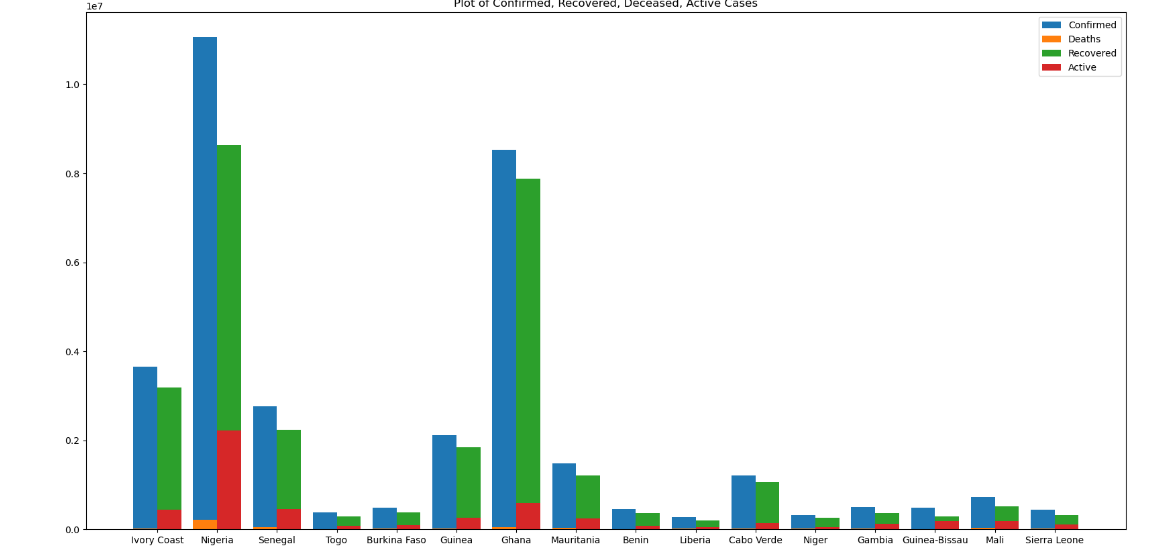 Plot of Confirmed, Recovered, Deceased, Active Cases
1e7
Confirmed
Deaths
Recovered
Active
1.0
0.8
0.6
0.4
0.2
0.0
Ivory Coast Nigeria Senegal Togo Burkina Faso Guinea Ghana Mauritania Benin Liberia Cabo Verde Niger Gambia Guinea-Bissau Mali Sierra Leone